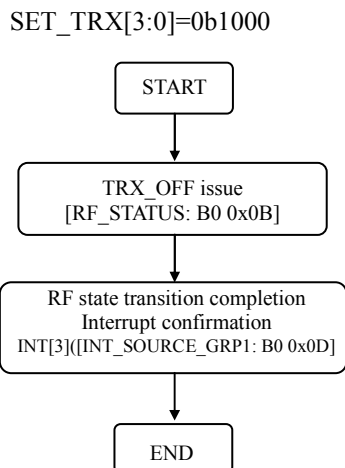 SET_TRX[3:0]=0b1000
START
TRX_OFF issue
[RF_STATUS: B0 0x0B]
RF state transition completion
Interrupt confirmation
INT[3]([INT_SOURCE_GRP1: B0 0x0D]
END